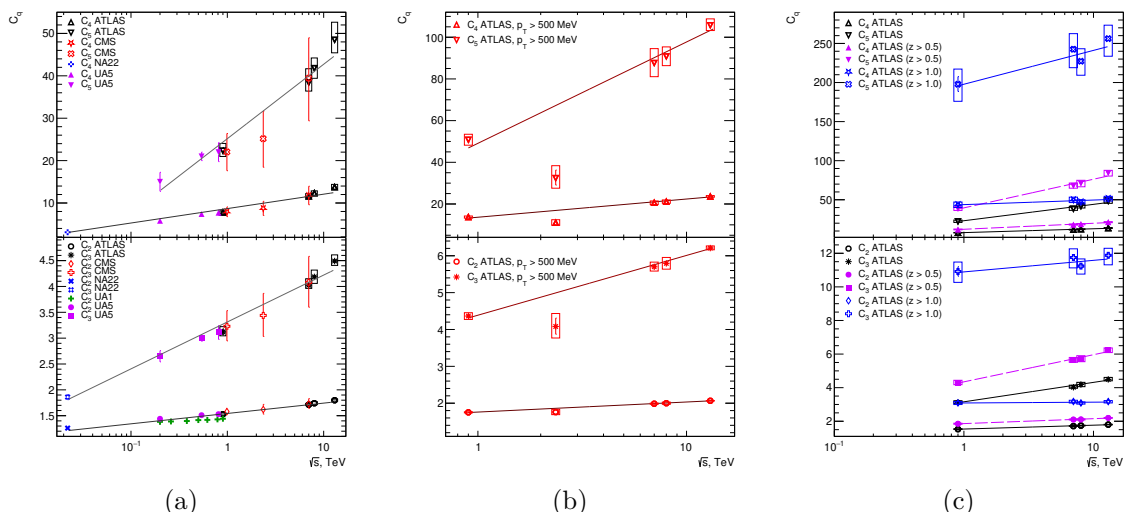 C_q
C_4 ATLAS
C_5 ATLAS
C_4 CMS
C_5 CMS
C_4 NA22
C_4 UA5
C_5 UA5
50
40
30
20
10
C_2 ATLAS
C_3 ATLAS
C_2 CMS
C_3 CMS
C_2 NA22
C_3 NA22
C_2 UA1
C_2 UA5
C_3 UA5
4.5
4
3.5
3
2.5
2
1.5
10^{-1}
1
10
√s, TeV
(a)
C_q
C_4 ATLAS, p_T > 500 MeV
C_5 ATLAS, p_T > 500 MeV
100
80
60
40
20
C_2 ATLAS, p_T > 500 MeV
C_3 ATLAS, p_T > 500 MeV
6
5
4
3
2
1
10
√s, TeV
(b)
C_q
C_4 ATLAS
C_5 ATLAS
C_4 ATLAS (z > 0.5)
C_5 ATLAS (z > 0.5)
C_4 ATLAS (z > 1.0)
C_5 ATLAS (z > 1.0)
250
200
150
100
50
C_2 ATLAS
C_3 ATLAS
C_2 ATLAS (z > 0.5)
C_3 ATLAS (z > 0.5)
C_2 ATLAS (z > 1.0)
C_3 ATLAS (z > 1.0)
12
10
8
6
4
2
10^{-1}
1
10
√s, TeV
(c)